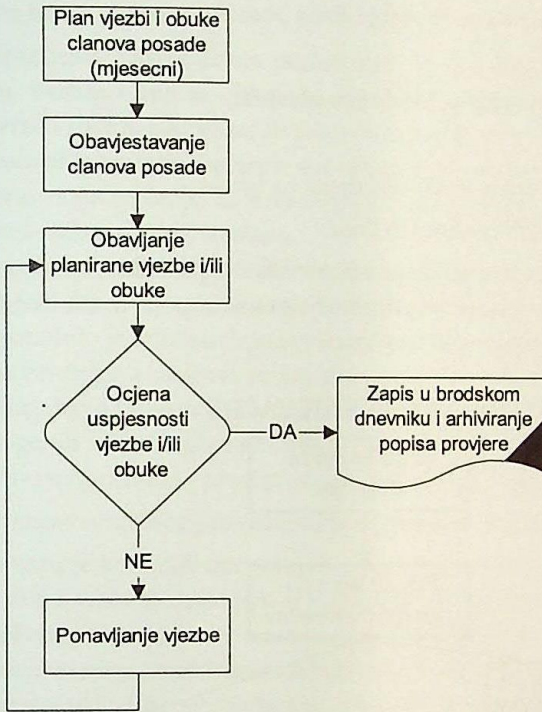 Plan vjezbi i obuke
clanova posade
(mjesecni)
Obavjestavanje
clanova posade
Obavljanje
planirane vjezbe i/ili
obuke
Ocjena
uspjesnosti
vjezbe i/ili
obuke
DA
Zapis u brodskom
dnevniku i arhiviranje
popisa provjere
NE
Ponavljanje vjezbe